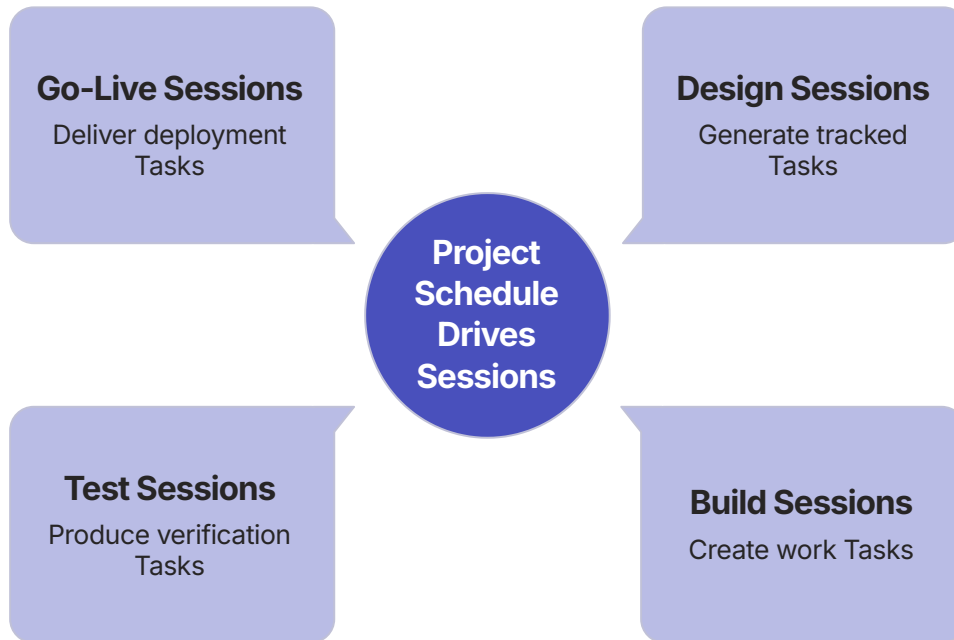 Go-Live Sessions
Deliver deployment
Tasks
Design Sessions
Generate tracked
Tasks
Project
Schedule
Drives
Sessions
Test Sessions
Produce verification
Tasks
Build Sessions
Create work Tasks